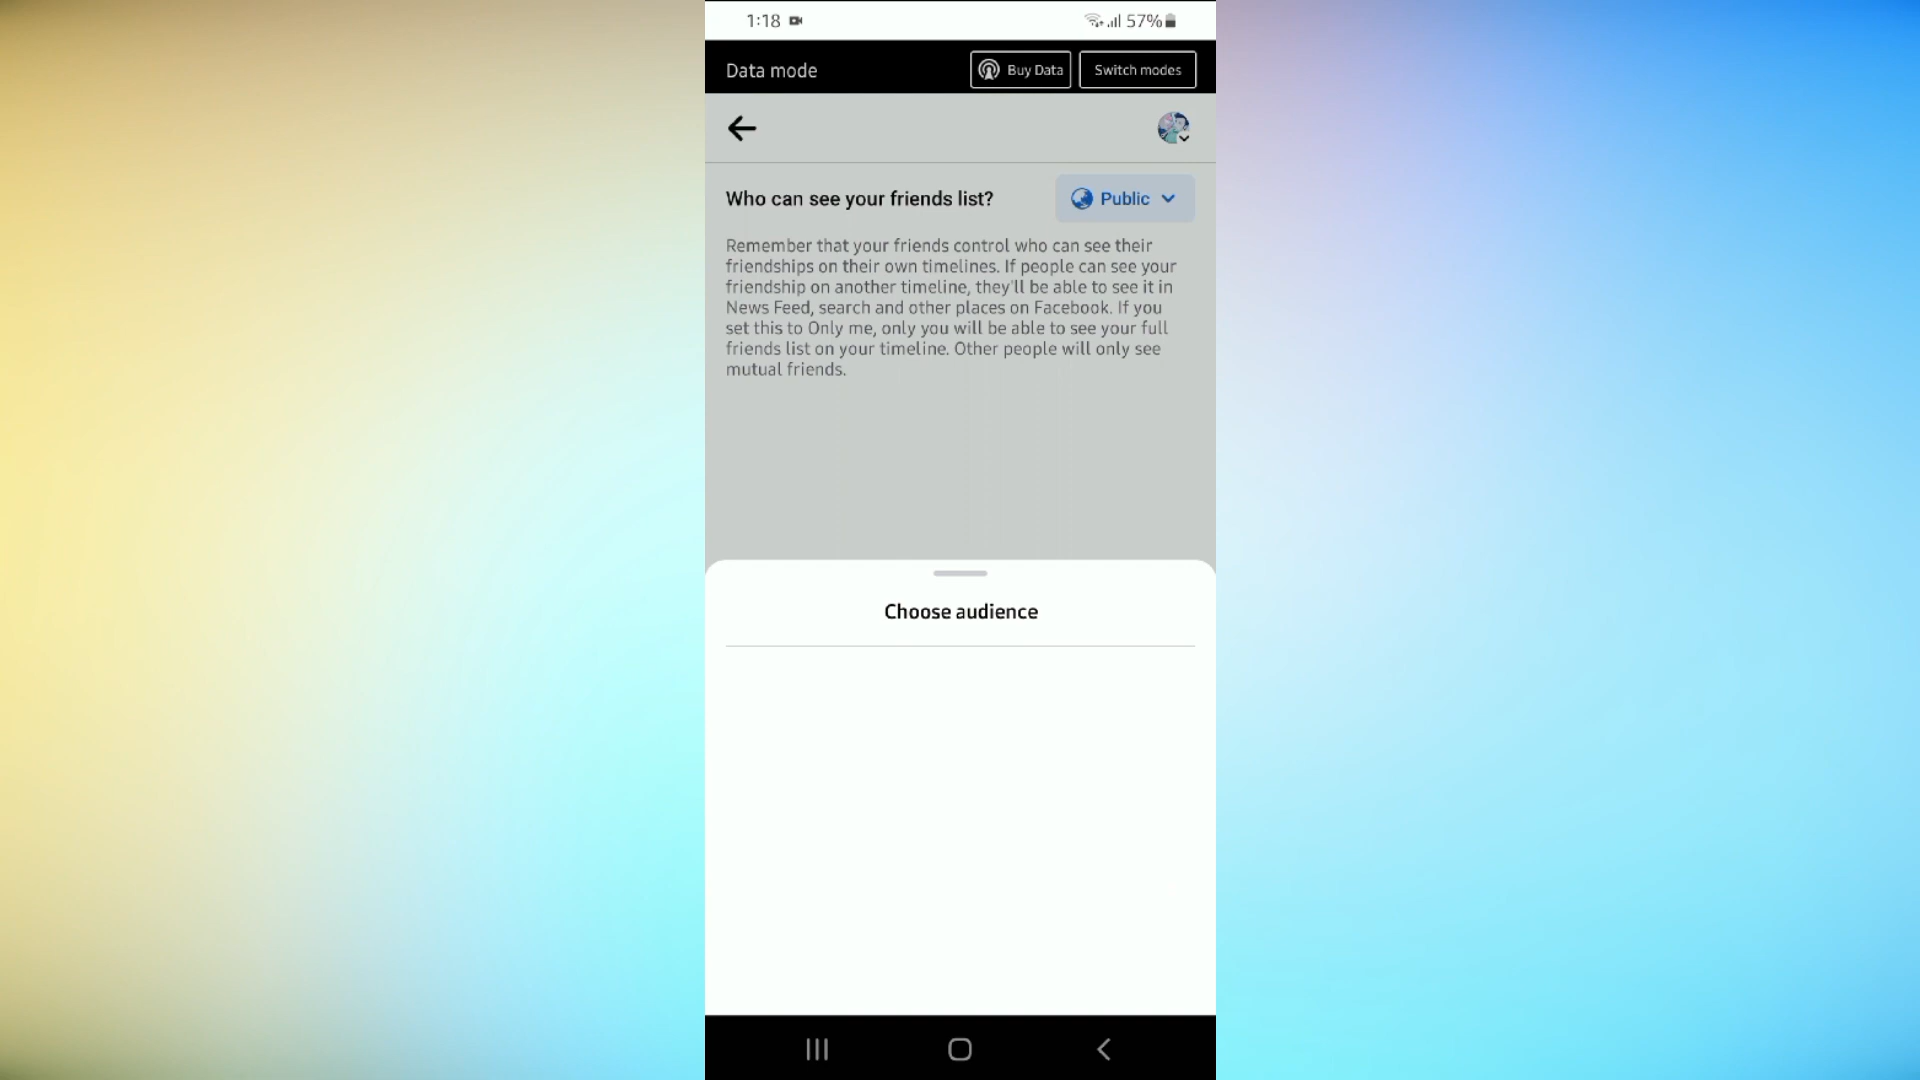 1:18 57%
Data mode Buy Data Switch modes
Who can see your friends list? Public
Remember that your friends control who can see their
friendships on their own timelines. If people can see your
friendship on another timeline, they'll be able to see it in
News Feed, search and other places on Facebook. If you
set this to Only me, only you will be able to see your full
friends list on your timeline. Other people will only see
mutual friends.
Choose audience